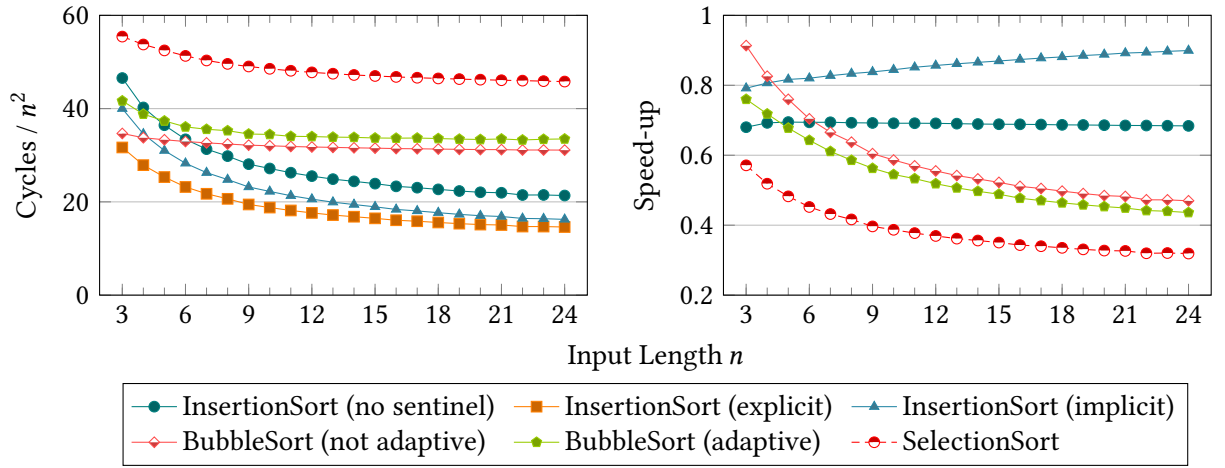 60
40
20
0
Cycles / n²
3 6 9 12 15 18 21 24
1
0.8
0.6
0.4
0.2
Speed-up
3 6 9 12 15 18 21 24
Input Length n
InsertionSort (no sentinel) InsertionSort (explicit) InsertionSort (implicit)
BubbleSort (not adaptive) BubbleSort (adaptive) SelectionSort